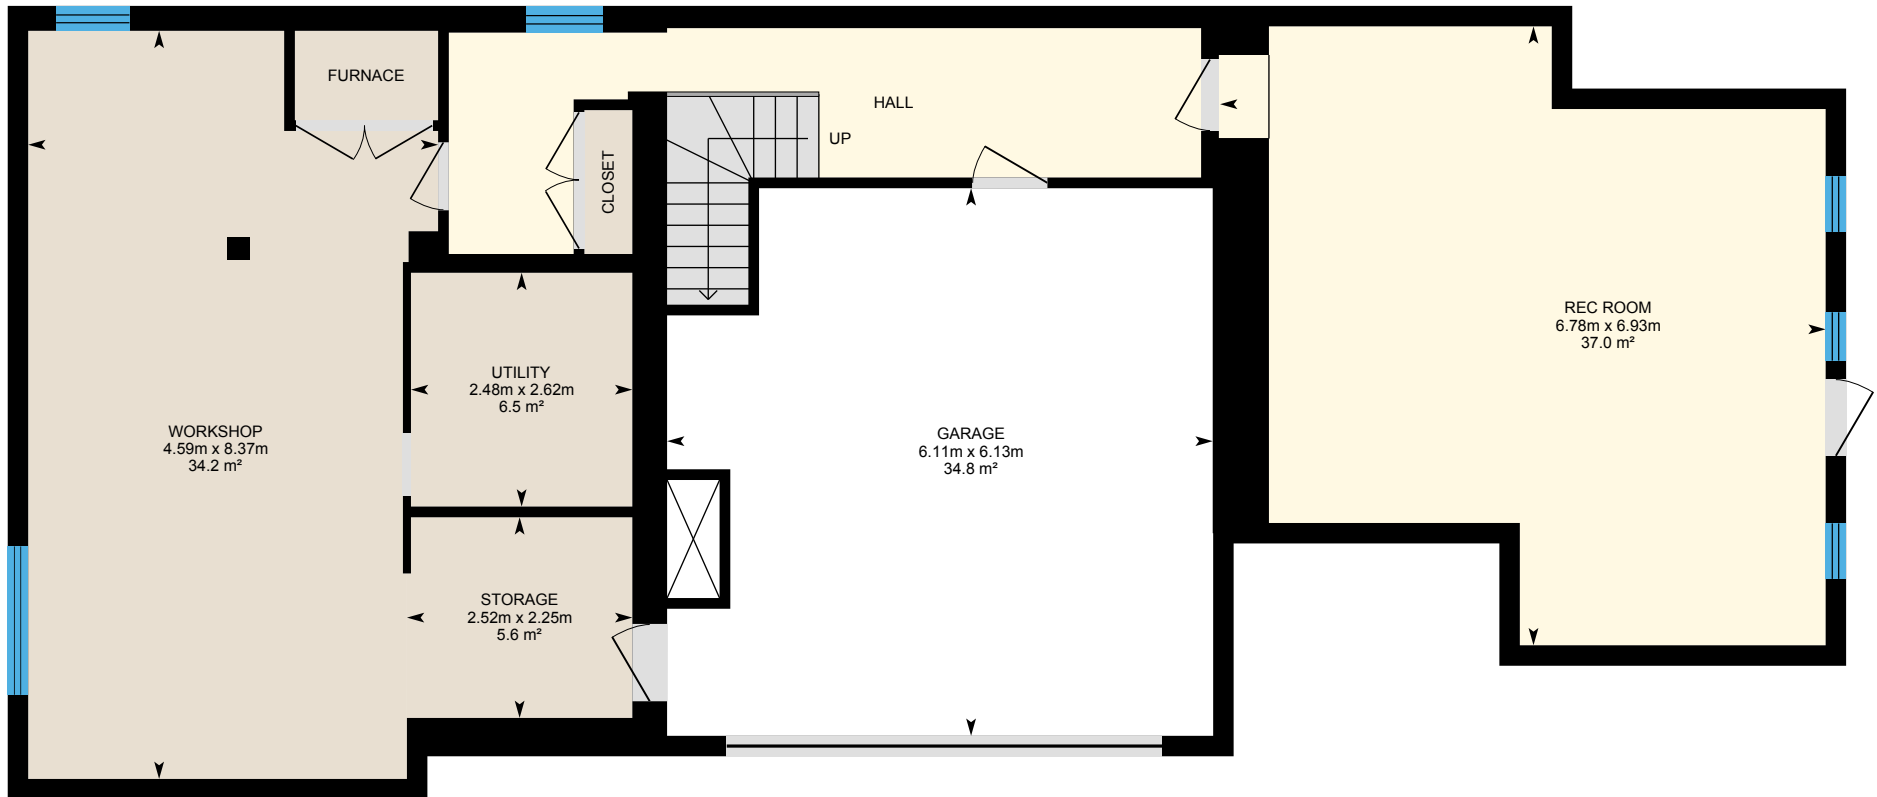 FURNACE
HALL
UP
CLOSET
REC ROOM
6.78m x 6.93m
37.0 m²
UTILITY
2.48m x 2.62m
6.5 m²
WORKSHOP
4.59m x 8.37m
34.2 m²
GARAGE
6.11m x 6.13m
34.8 m²
STORAGE
2.52m x 2.25m
5.6 m²